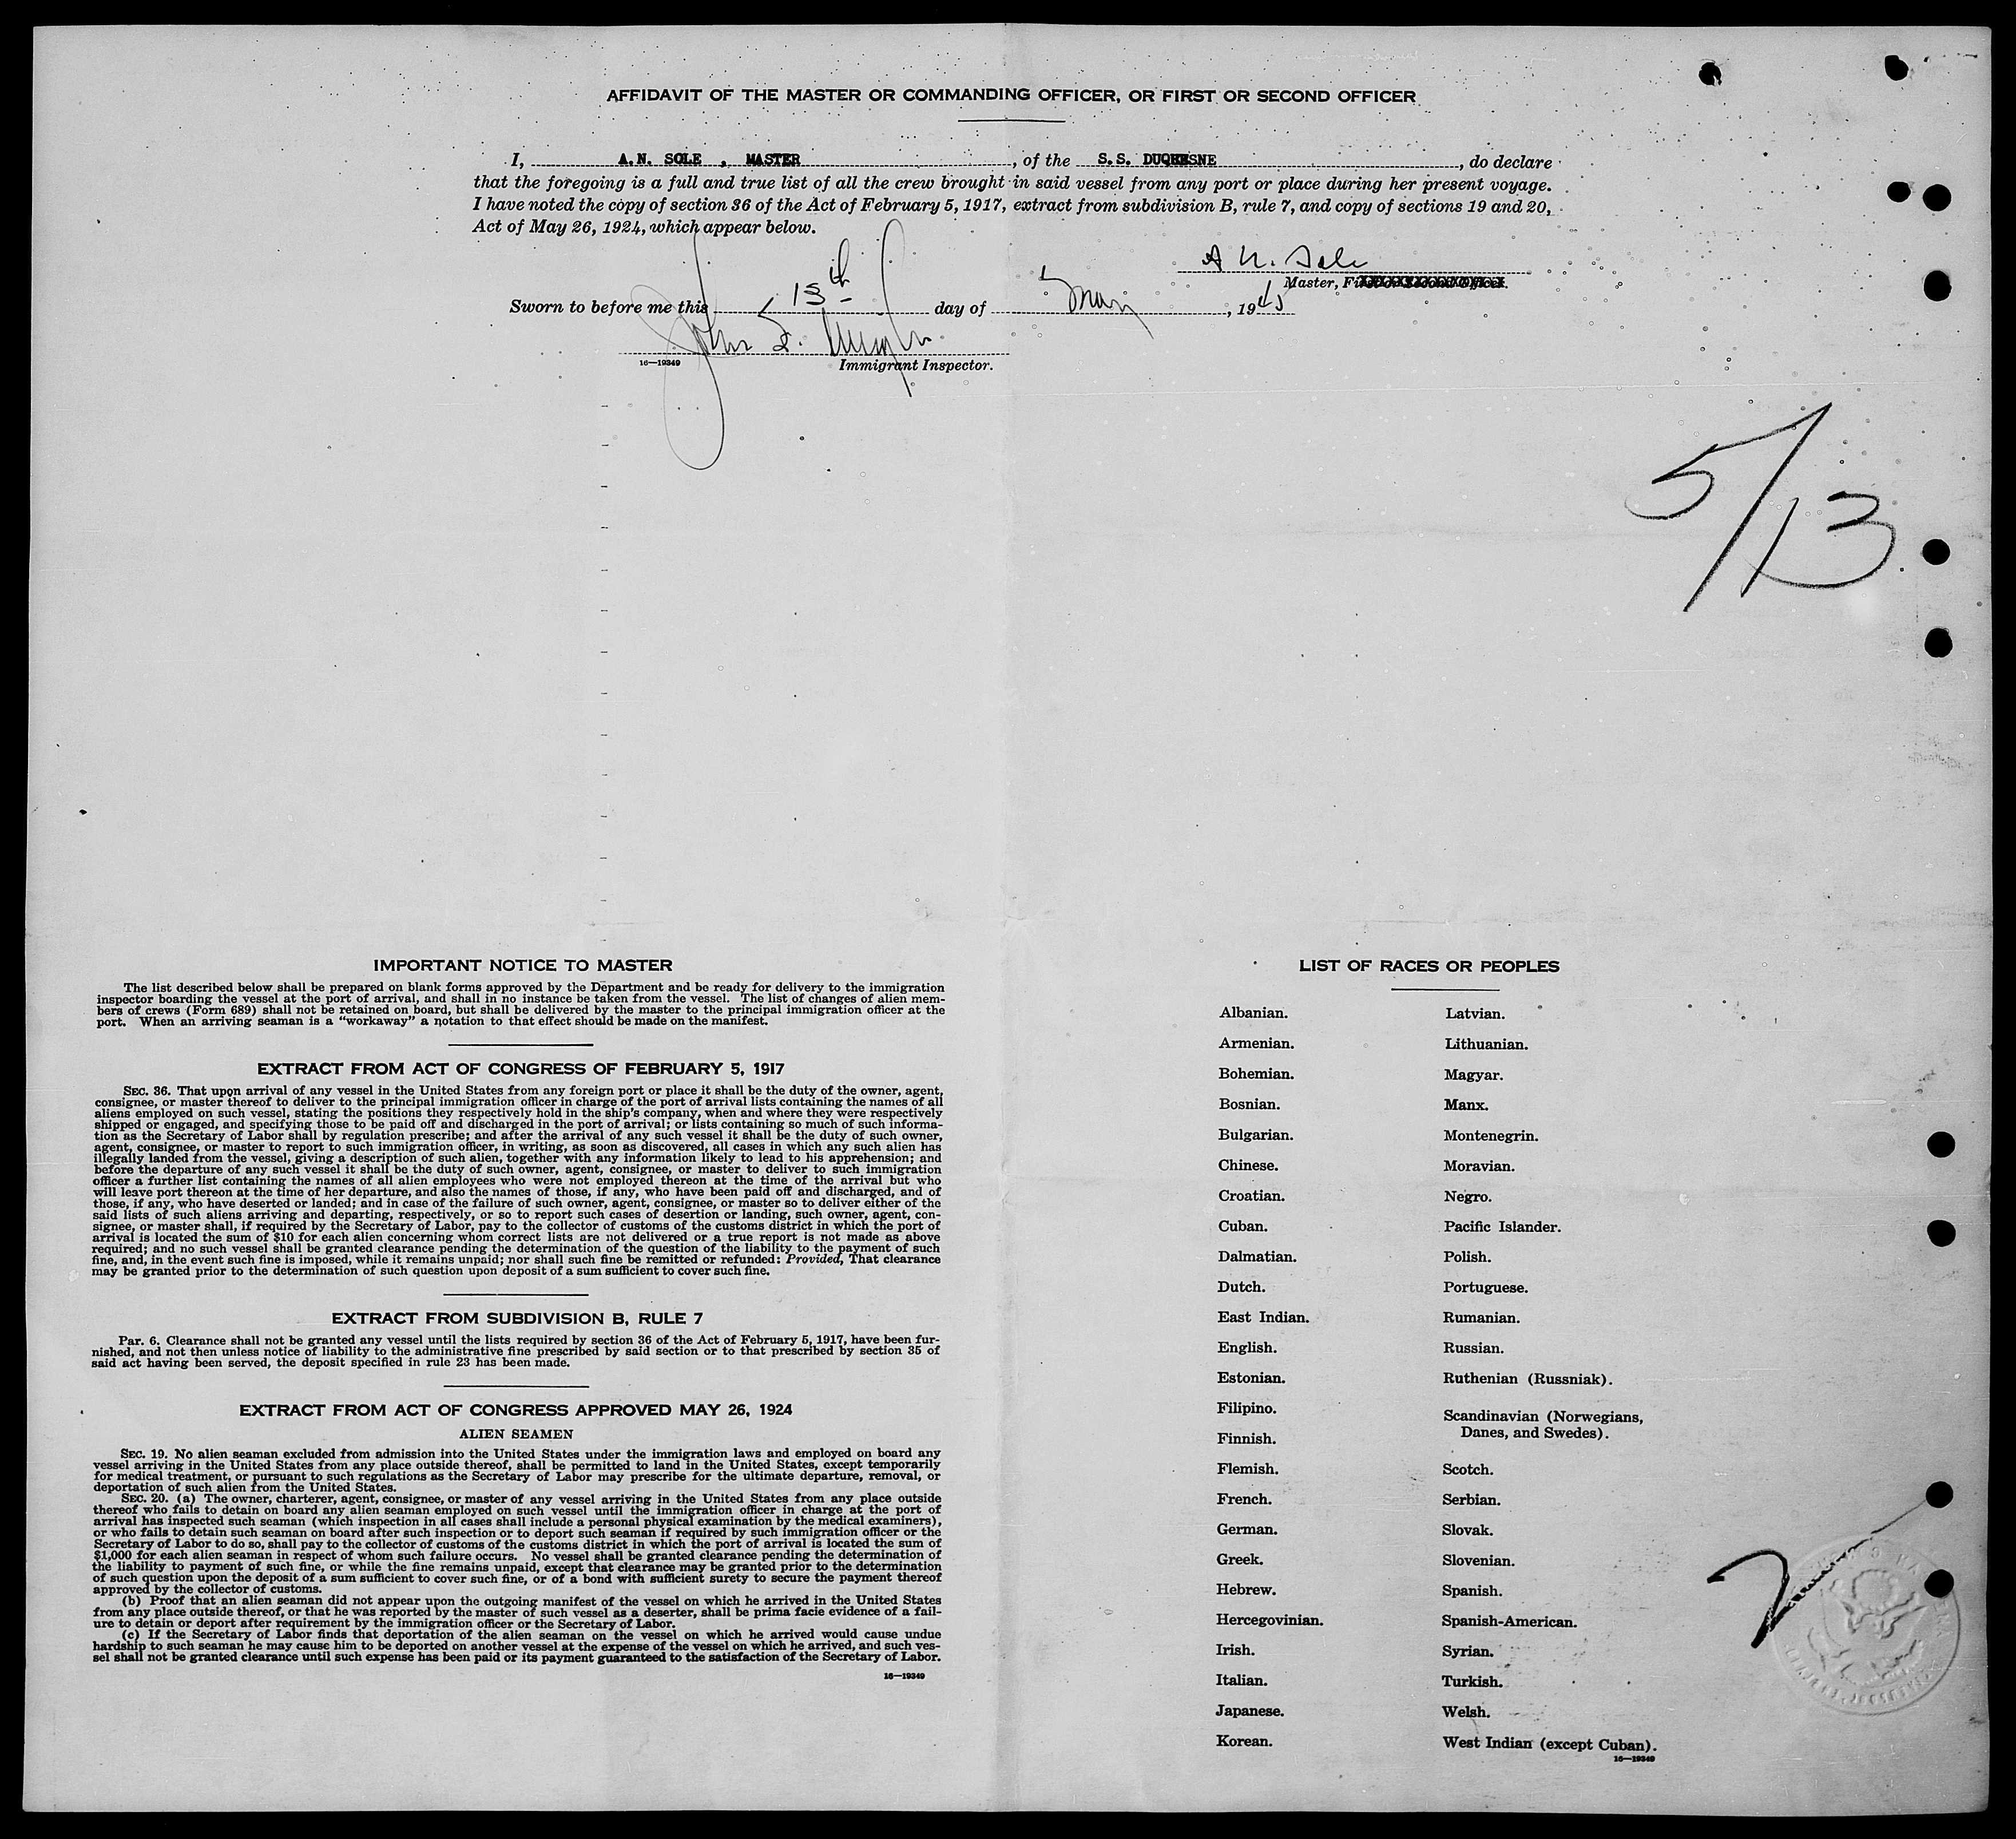 AFFIDAVIT OF THE MASTER OR COMMANDING OFFICER, OR FIRST OR SECOND OFFICER
I, A.N. SOLE , MASTER, of the S.S. DUQUESNE, do declare
that the foregoing is a full and true list of all the crew brought in said vessel from any port or place during her present voyage.
I have noted the copy of section 36 of the Act of February 5, 1917, extract from subdivision B, rule 7, and copy of sections 19 and 20,
Act of May 26, 1924, which appear below.
A N. Sole
Master, First or Second Officer.
Sworn to before me this 13th day of May, 1945
John
16—19349
Immigrant Inspector.
5/13
IMPORTANT NOTICE TO MASTER
The list described below shall be prepared on blank forms approved by the Department and be ready for delivery to the immigration
inspector boarding the vessel at the port of arrival, and shall in no instance be taken from the vessel. The list of changes of alien mem-
bers of crews (Form 689) shall not be retained on board, but shall be delivered by the master to the principal immigration officer at the
port. When an arriving seaman is a "workaway" a notation to that effect should be made on the manifest.
EXTRACT FROM ACT OF CONGRESS OF FEBRUARY 5, 1917
SEC. 36. That upon arrival of any vessel in the United States from any foreign port or place it shall be the duty of the owner, agent,
consignee, or master thereof to deliver to the principal immigration officer in charge of the port of arrival lists containing the names of all
aliens employed on such vessel, stating the positions they respectively hold in the ship's company, when and where they were respectively
shipped or engaged, and specifying those to be paid off and discharged in the port of arrival; or lists containing so much of such informa-
tion as the Secretary of Labor shall by regulation prescribe; and after the arrival of any such vessel it shall be the duty of such owner,
agent, consignee, or master to report to such immigration officer, in writing, as soon as discovered, all cases in which any such alien has
illegally landed from the vessel, giving a description of such alien, together with any information likely to lead to his apprehension; and
before the departure of any such vessel it shall be the duty of such owner, agent, consignee, or master to deliver to such immigration
officer a further list containing the names of all alien employees who were not employed thereon at the time of the arrival but who
will leave port thereon at the time of her departure, and also the names of those, if any, who have been paid off and discharged, and of
those, if any, who have deserted or landed; and in case of the failure of such owner, agent, consignee, or master so to deliver either of the
said lists of such aliens arriving and departing, respectively, or so to report such cases of desertion or landing, such owner, agent, con-
signee, or master shall, if required by the Secretary of Labor, pay to the collector of customs of the customs district in which the port of
arrival is located the sum of $10 for each alien concerning whom correct lists are not delivered or a true report is not made as above
required; and no such vessel shall be granted clearance pending the determination of the question of the liability to the payment of such
fine, and, in the event such fine is imposed, while it remains unpaid; nor shall such fine be remitted or refunded: Provided, That clearance
may be granted prior to the determination of such question upon deposit of a sum sufficient to cover such fine.
EXTRACT FROM SUBDIVISION B, RULE 7
Par. 6. Clearance shall not be granted any vessel until the lists required by section 36 of the Act of February 5, 1917, have been fur-
nished, and not then unless notice of liability to the administrative fine prescribed by said section or to that prescribed by section 35 of
said act having been served, the deposit specified in rule 23 has been made.
EXTRACT FROM ACT OF CONGRESS APPROVED MAY 26, 1924
ALIEN SEAMEN
SEC. 19. No alien seaman excluded from admission into the United States under the immigration laws and employed on board any
vessel arriving in the United States from any place outside thereof, shall be permitted to land in the United States, except temporarily
for medical treatment, or pursuant to such regulations as the Secretary of Labor may prescribe for the ultimate departure, removal, or
deportation of such alien from the United States.
SEC. 20. (a) The owner, charterer, agent, consignee, or master of any vessel arriving in the United States from any place outside
thereof who fails to detain on board any alien seaman employed on such vessel until the immigration officer in charge at the port of
arrival has inspected such seaman (which inspection in all cases shall include a personal physical examination by the medical examiners),
or who fails to detain such seaman on board after such inspection or to deport such seaman if required by such immigration officer or the
Secretary of Labor to do so, shall pay to the collector of customs of the customs district in which the port of arrival is located the sum of
$1,000 for each alien seaman in respect of whom such failure occurs. No vessel shall be granted clearance pending the determination of
the liability to payment of such fine, or while the fine remains unpaid, except that clearance may be granted prior to the determination
of such question upon the deposit of a sum sufficient to cover such fine, or of a bond with sufficient surety to secure the payment thereof
approved by the collector of customs.
(b) Proof that an alien seaman did not appear upon the outgoing manifest of the vessel on which he arrived in the United States
from any place outside thereof, or that he was reported by the master of such vessel as a deserter, shall be prima facie evidence of a fail-
ure to detain or deport after requirement by the immigration officer or the Secretary of Labor.
(c) If the Secretary of Labor finds that deportation of the alien seaman on the vessel on which he arrived would cause undue
hardship to such seaman he may cause him to be deported on another vessel at the expense of the vessel on which he arrived, and such ves-
sel shall not be granted clearance until such expense has been paid or its payment guaranteed to the satisfaction of the Secretary of Labor.
16—19349
LIST OF RACES OR PEOPLES
Albanian.
Armenian.
Bohemian.
Bosnian.
Bulgarian.
Chinese.
Croatian.
Cuban.
Dalmatian.
Dutch.
East Indian.
English.
Estonian.
Filipino.
Finnish.
Flemish.
French.
German.
Greek.
Hebrew.
Hercegovinian.
Irish.
Italian.
Japanese.
Korean.
Latvian.
Lithuanian.
Magyar.
Manx.
Montenegrin.
Moravian.
Negro.
Pacific Islander.
Polish.
Portuguese.
Rumanian.
Russian.
Ruthenian (Russniak).
Scandinavian (Norwegians,
Danes, and Swedes).
Scotch.
Serbian.
Slovak.
Slovenian.
Spanish.
Spanish-American.
Syrian.
Turkish.
Welsh.
West Indian (except Cuban).
16—19349